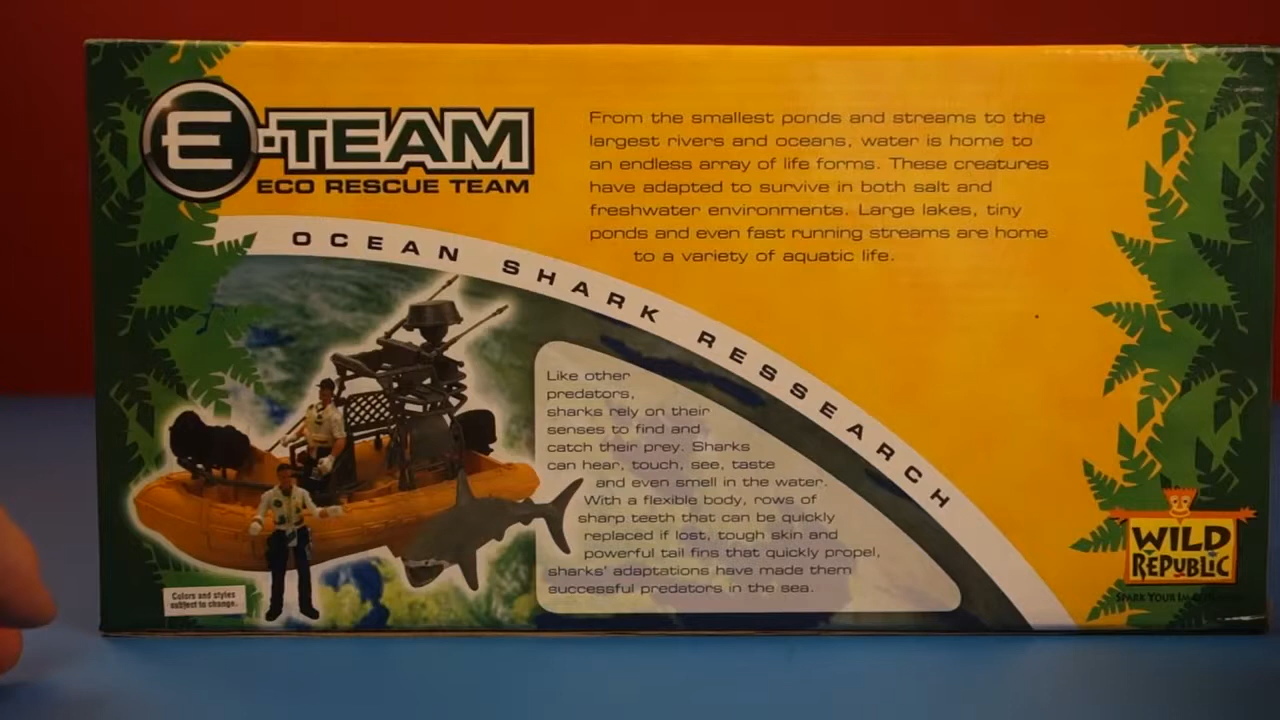 E-TEAM
ECO RESCUE TEAM
From the smallest ponds and streams to the
largest rivers and oceans, water is home to
an endless array of life forms. These creatures
have adapted to survive in both salt and
freshwater environments. Large lakes, tiny
ponds and even fast running streams are home
to a variety of aquatic life.
OCEAN SHARK RESSEARCH
Like other
predators,
sharks rely on their
senses to find and
catch their prey. Sharks
can hear, touch, see, taste
and even smell in the water.
With a flexible body, rows of
sharp teeth that can be quickly
replaced if lost, tough skin and
powerful tail fins that quickly propel,
sharks' adaptations have made them
successful predators in the sea.
Colors and styles
subject to change.
WILD
REPUBLIC
SPARK YOUR